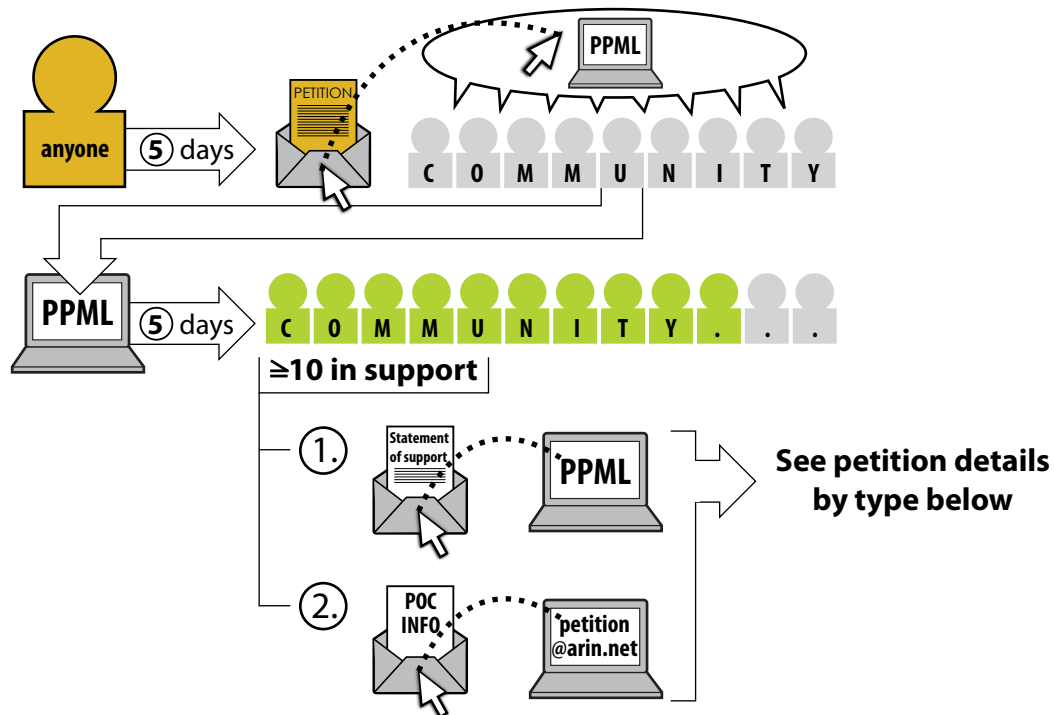 PPML
PETITION
anyone
5 days
C O M M U N I T Y
PPML
5 days
C O M M U N I T Y . . .
≥10 in support
1.
Statement
of support
PPML
See petition details
by type below
2.
POC
INFO
petition
@arin.net